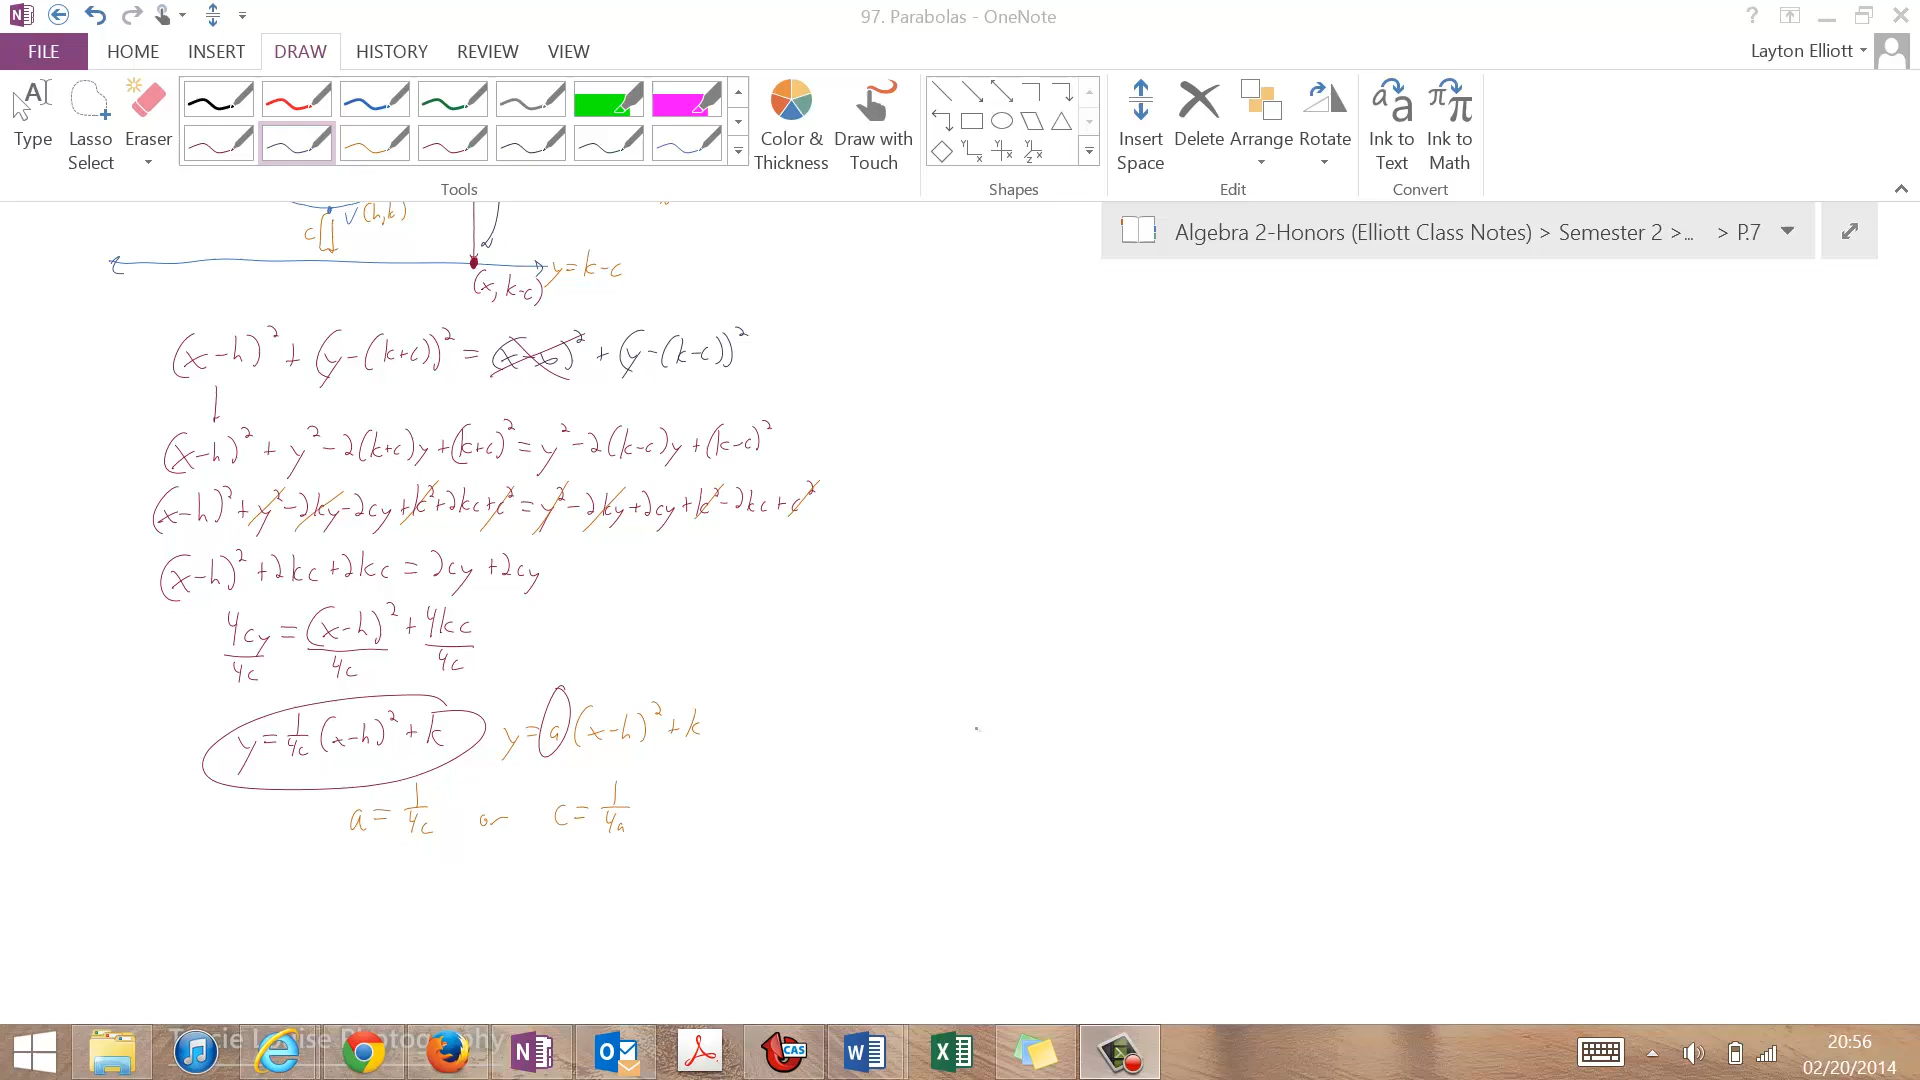 97. Parabolas - OneNote
FILE HOME INSERT DRAW HISTORY REVIEW VIEW
Layton Elliott
Type
Lasso Select
Eraser
Color & Thickness
Draw with Touch
Insert Space
Delete
Arrange
Rotate
Ink to Text
Ink to Math
Tools Shapes Edit Convert
Algebra 2-Honors (Elliott Class Notes) > Semester 2 >... > P.7
V (h,k)
c
y = k-c
(x, k-c)
(x-h)² + (y-(k+c))² = (x-x)² + (y-(k-c))²
(x-h)² + y² - 2(k+c)y + (k+c)² = y² - 2(k-c)y + (k-c)²
(x-h)² + y² - 2ky - 2cy + k² + 2kc + c² = y² - 2ky + 2cy + k² - 2kc + c²
(x-h)² + 2kc + 2kc = 2cy + 2cy
4cy = (x-h)² + 4kc
4c 4c 4c
y = 1/4c (x-h)² + k y = a(x-h)² + k
a = 1/4c or c = 1/4a
20:56
02/20/2014